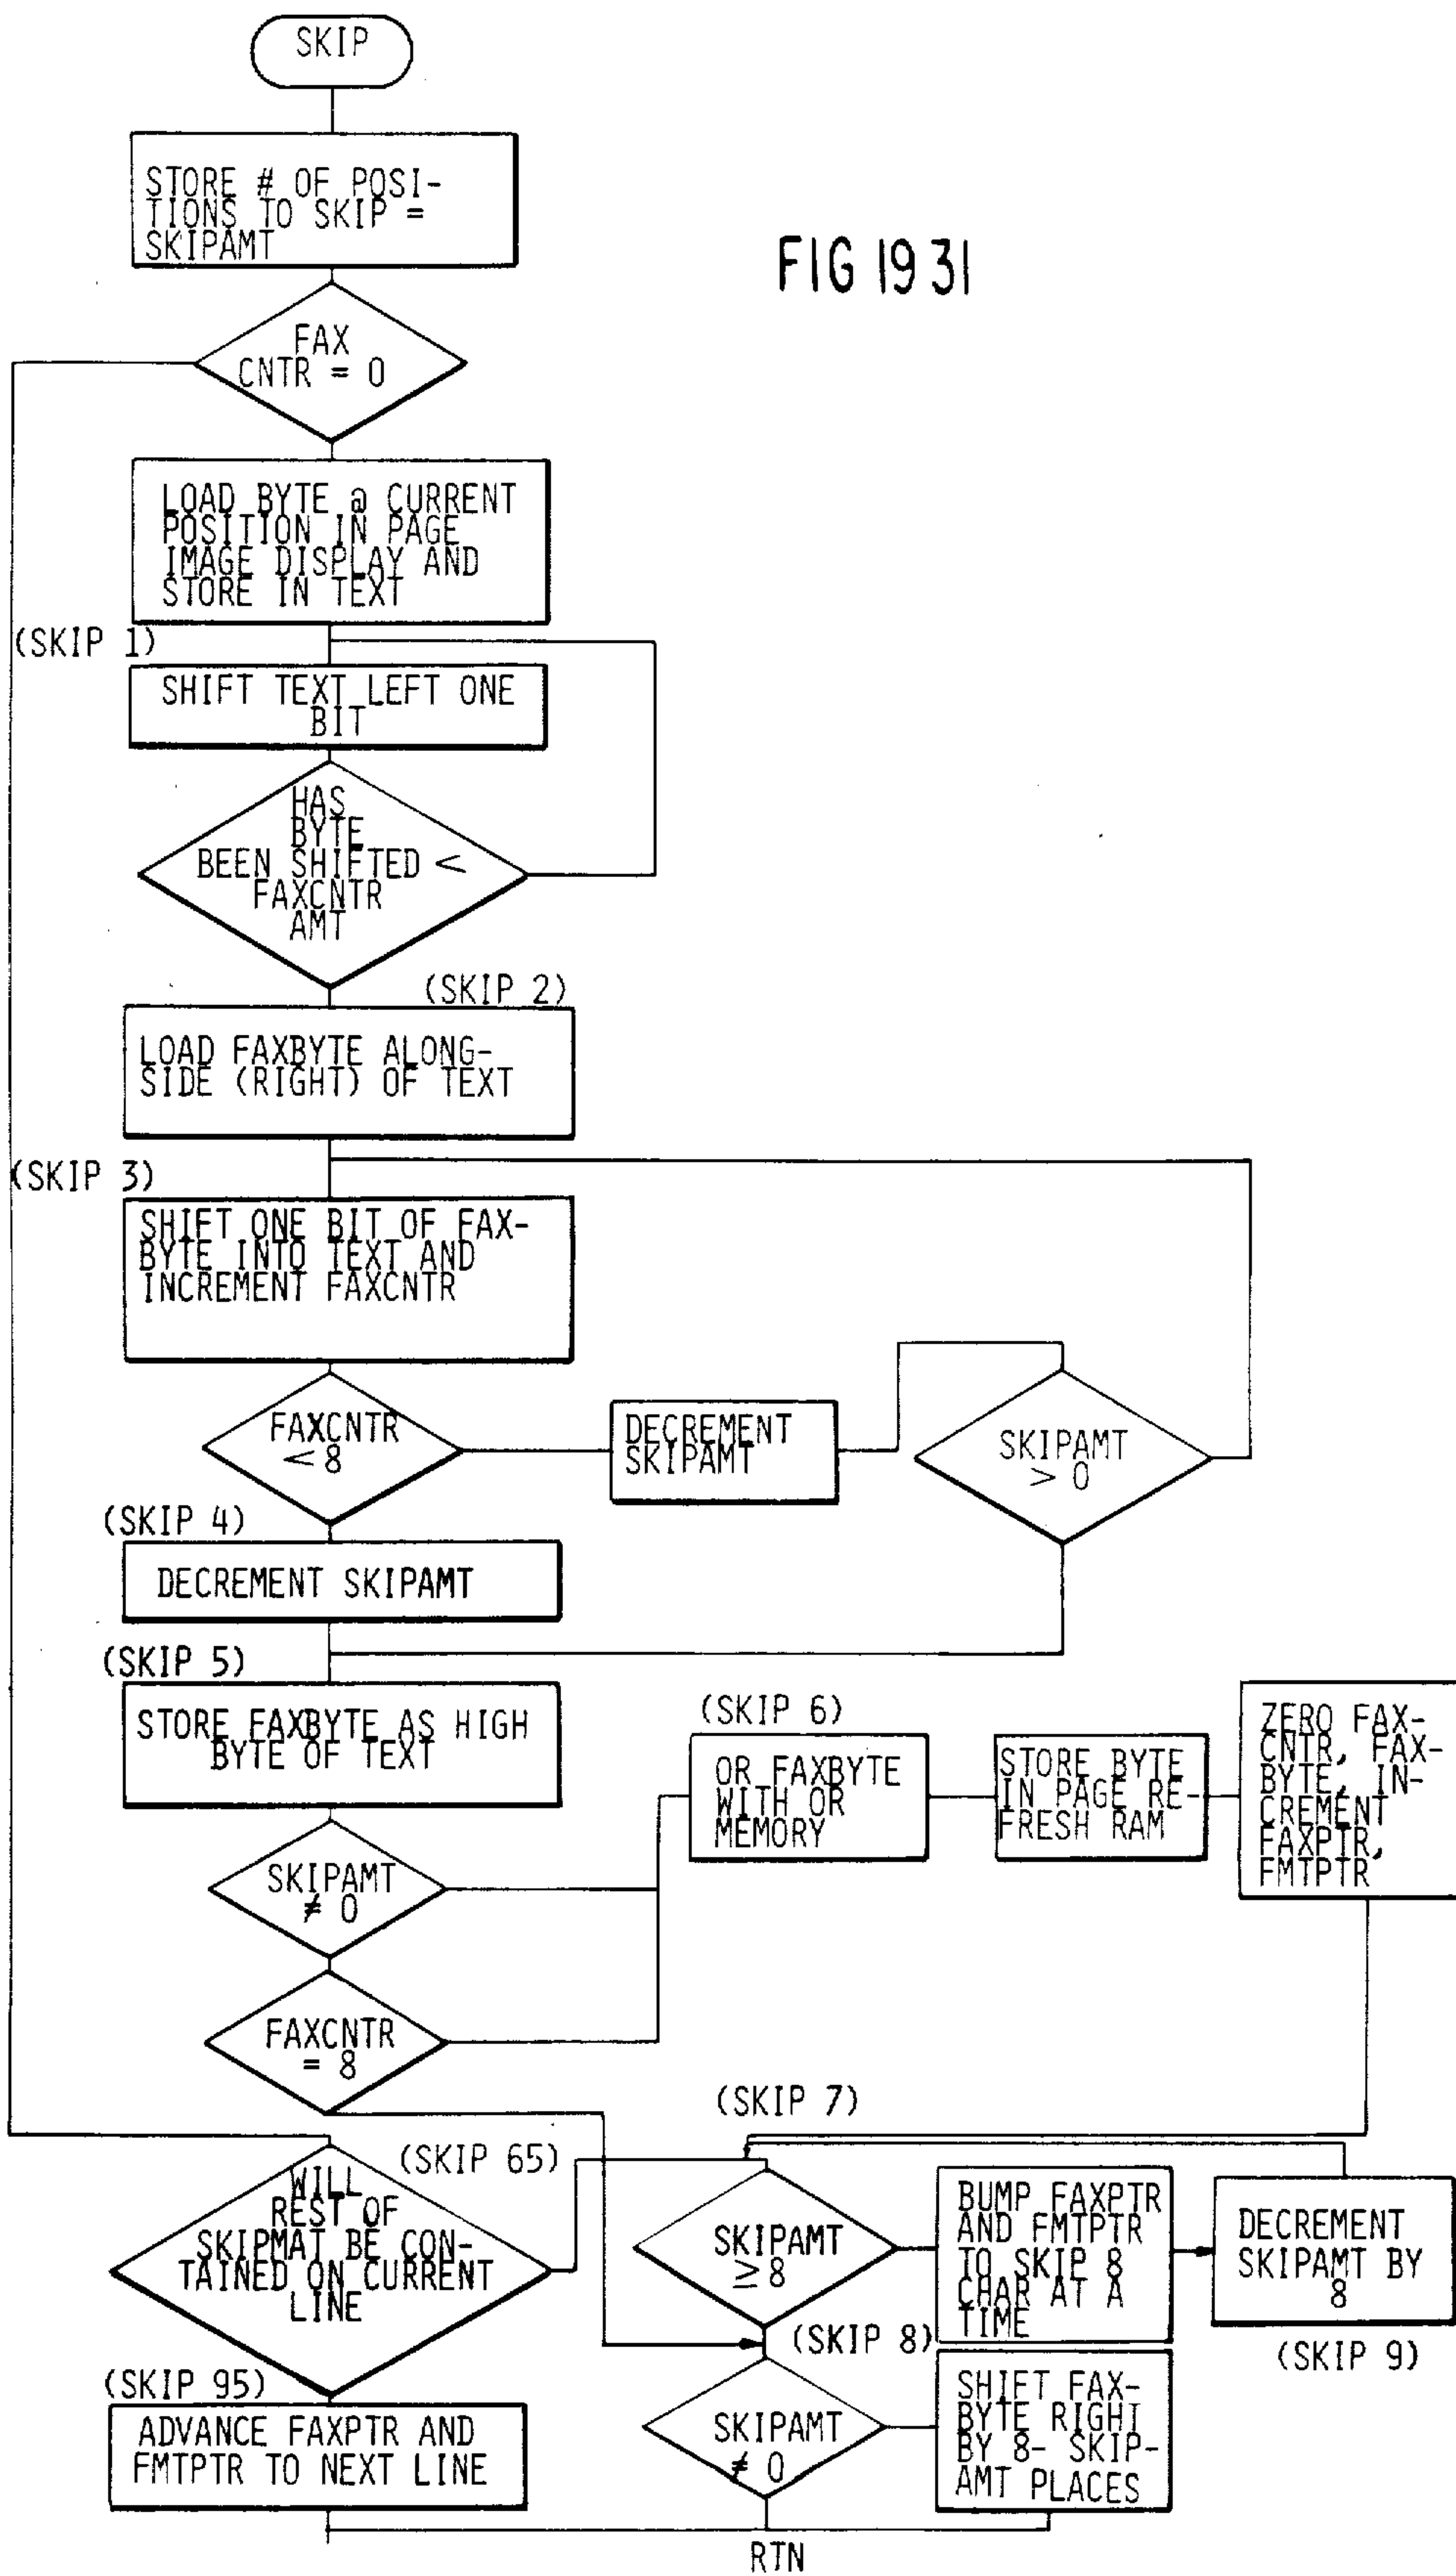 SKIP
STORE # OF POSI-
TIONS TO SKIP =
SKIPAMT
FIG 19 31
FAX
CNTR = 0
LOAD BYTE @ CURRENT
POSITION IN PAGE
IMAGE DISPLAY AND
STORE IN TEXT
(SKIP 1)
SHIFT TEXT LEFT ONE
BIT
HAS
BYTE
BEEN SHIFTED <
FAXCNTR
AMT
(SKIP 2)
LOAD FAXBYTE ALONG-
SIDE (RIGHT) OF TEXT
(SKIP 3)
SHIFT ONE BIT OF FAX-
BYTE INTO TEXT AND
INCREMENT FAXCNTR
FAXCNTR
< 8
DECREMENT
SKIPAMT
SKIPAMT
> 0
(SKIP 4)
DECREMENT SKIPAMT
(SKIP 5)
STORE FAXBYTE AS HIGH
BYTE OF TEXT
(SKIP 6)
OR FAXBYTE
WITH OR
MEMORY
STORE BYTE
IN PAGE RE-
FRESH RAM
ZERO FAX-
CNTR, FAX-
BYTE, IN-
CREMENT
FAXPTR,
FMTPTR
SKIPAMT
≠ 0
FAXCNTR
= 8
(SKIP 7)
(SKIP 65)
WILL
REST OF
SKIPMAT BE CON-
TAINED ON CURRENT
LINE
SKIPAMT
≥ 8
BUMP FAXPTR
AND FMTPTR
TO SKIP 8
CHAR AT A
TIME
DECREMENT
SKIPAMT BY
8
(SKIP 9)
(SKIP 8)
(SKIP 95)
ADVANCE FAXPTR AND
FMTPTR TO NEXT LINE
SKIPAMT
≠ 0
SHIFT FAX-
BYTE RIGHT
BY 8- SKIP-
AMT PLACES
RTN